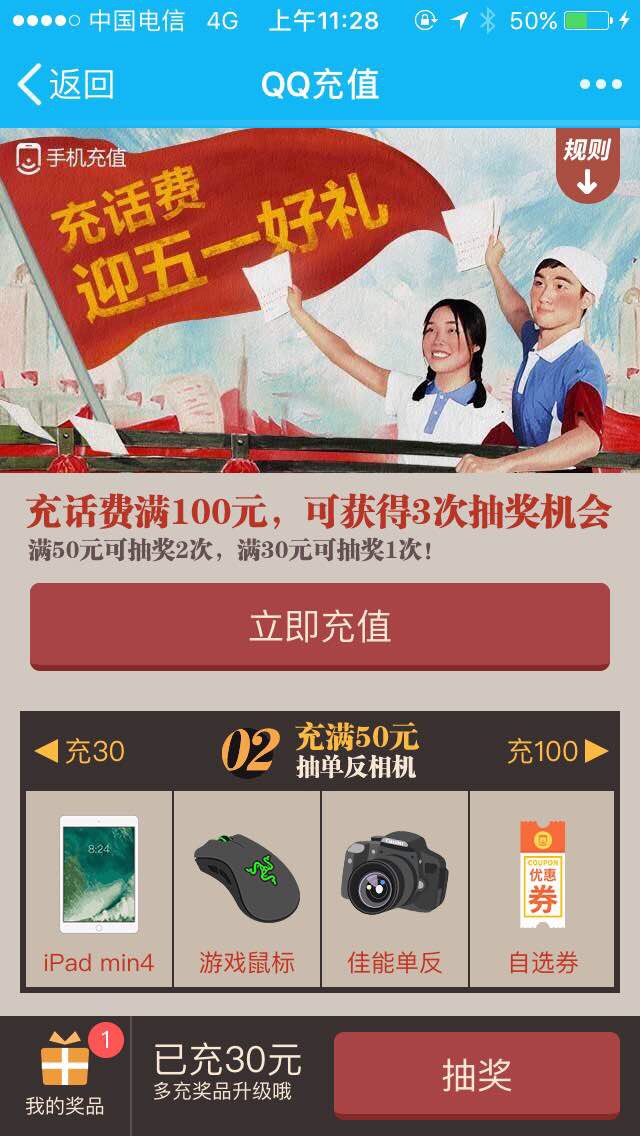 中国电信 4G 上午11:28 50%
返回 QQ充值
手机充值
规则
充话费
迎五一好礼
充话费满100元，可获得3次抽奖机会
满50元可抽奖2次，满30元可抽奖1次！
立即充值
充30
02
充满50元
抽单反相机
充100
8:24
Canon
COUPON
优惠
券
iPad min4
游戏鼠标
佳能单反
自选券
1
我的奖品
已充30元
多充奖品升级哦
抽奖